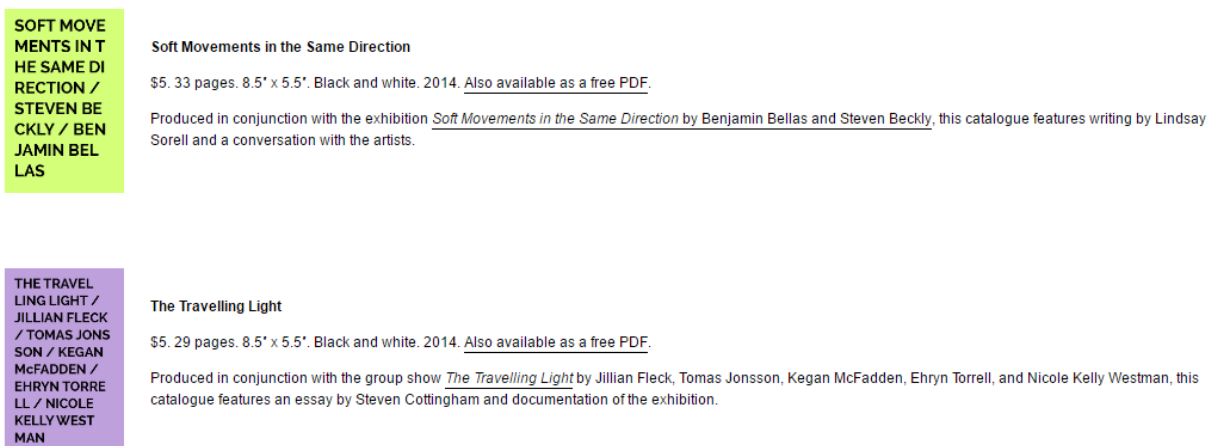 SOFT MOVE
MENTS IN T
HE SAME DI
RECTION /
STEVEN BE
CKLY / BEN
JAMIN BEL
LAS
Soft Movements in the Same Direction
$5. 33 pages. 8.5″ x 5.5″. Black and white. 2014. Also available as a free PDF.
Produced in conjunction with the exhibition Soft Movements in the Same Direction by Benjamin Bellas and Steven Beckly, this catalogue features writing by Lindsay
Sorell and a conversation with the artists.
THE TRAVEL
LING LIGHT /
JILLIAN FLECK
/ TOMAS JONS
SON / KEGAN
McFADDEN /
EHRYN TORRE
LL / NICOLE
KELLY WEST
MAN
The Travelling Light
$5. 29 pages. 8.5″ x 5.5″. Black and white. 2014. Also available as a free PDF.
Produced in conjunction with the group show The Travelling Light by Jillian Fleck, Tomas Jonsson, Kegan McFadden, Ehryn Torrell, and Nicole Kelly Westman, this
catalogue features an essay by Steven Cottingham and documentation of the exhibition.